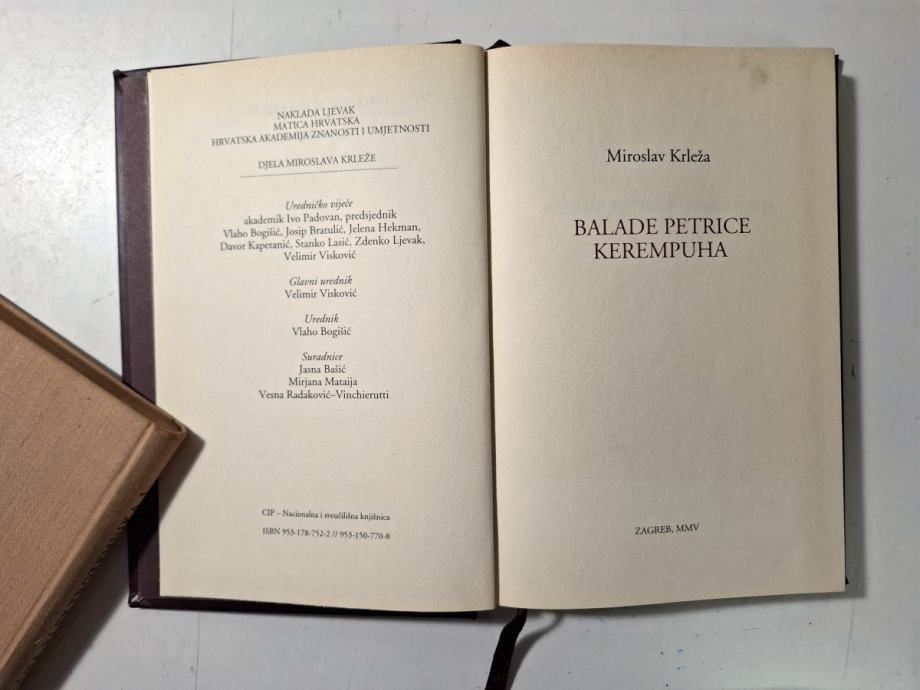 NAKLADA LJEVAK
MATICA HRVATSKA
HRVATSKA AKADEMIJA ZNANOSTI I UMJETNOSTI
DJELA MIROSLAVA KRLEŽE
Uredničko vijeće
akademik Ivo Padovan, predsjednik
Vlaho Bogišić, Josip Bratulić, Jelena Hekman,
Davor Kapetanić, Stanko Lasić, Zdenko Ljevak,
Velimir Visković
Glavni urednik
Velimir Visković
Urednik
Vlaho Bogišić
Suradnice
Jasna Bašić
Mirjana Mataija
Vesna Radaković–Vinchierutti
CIP – Nacionalna i sveučilišna knjižnica
ISBN 953-178-752-2 // 953-150-770-8
Miroslav Krleža
BALADE PETRICE
KEREMPUHA
ZAGREB, MMV